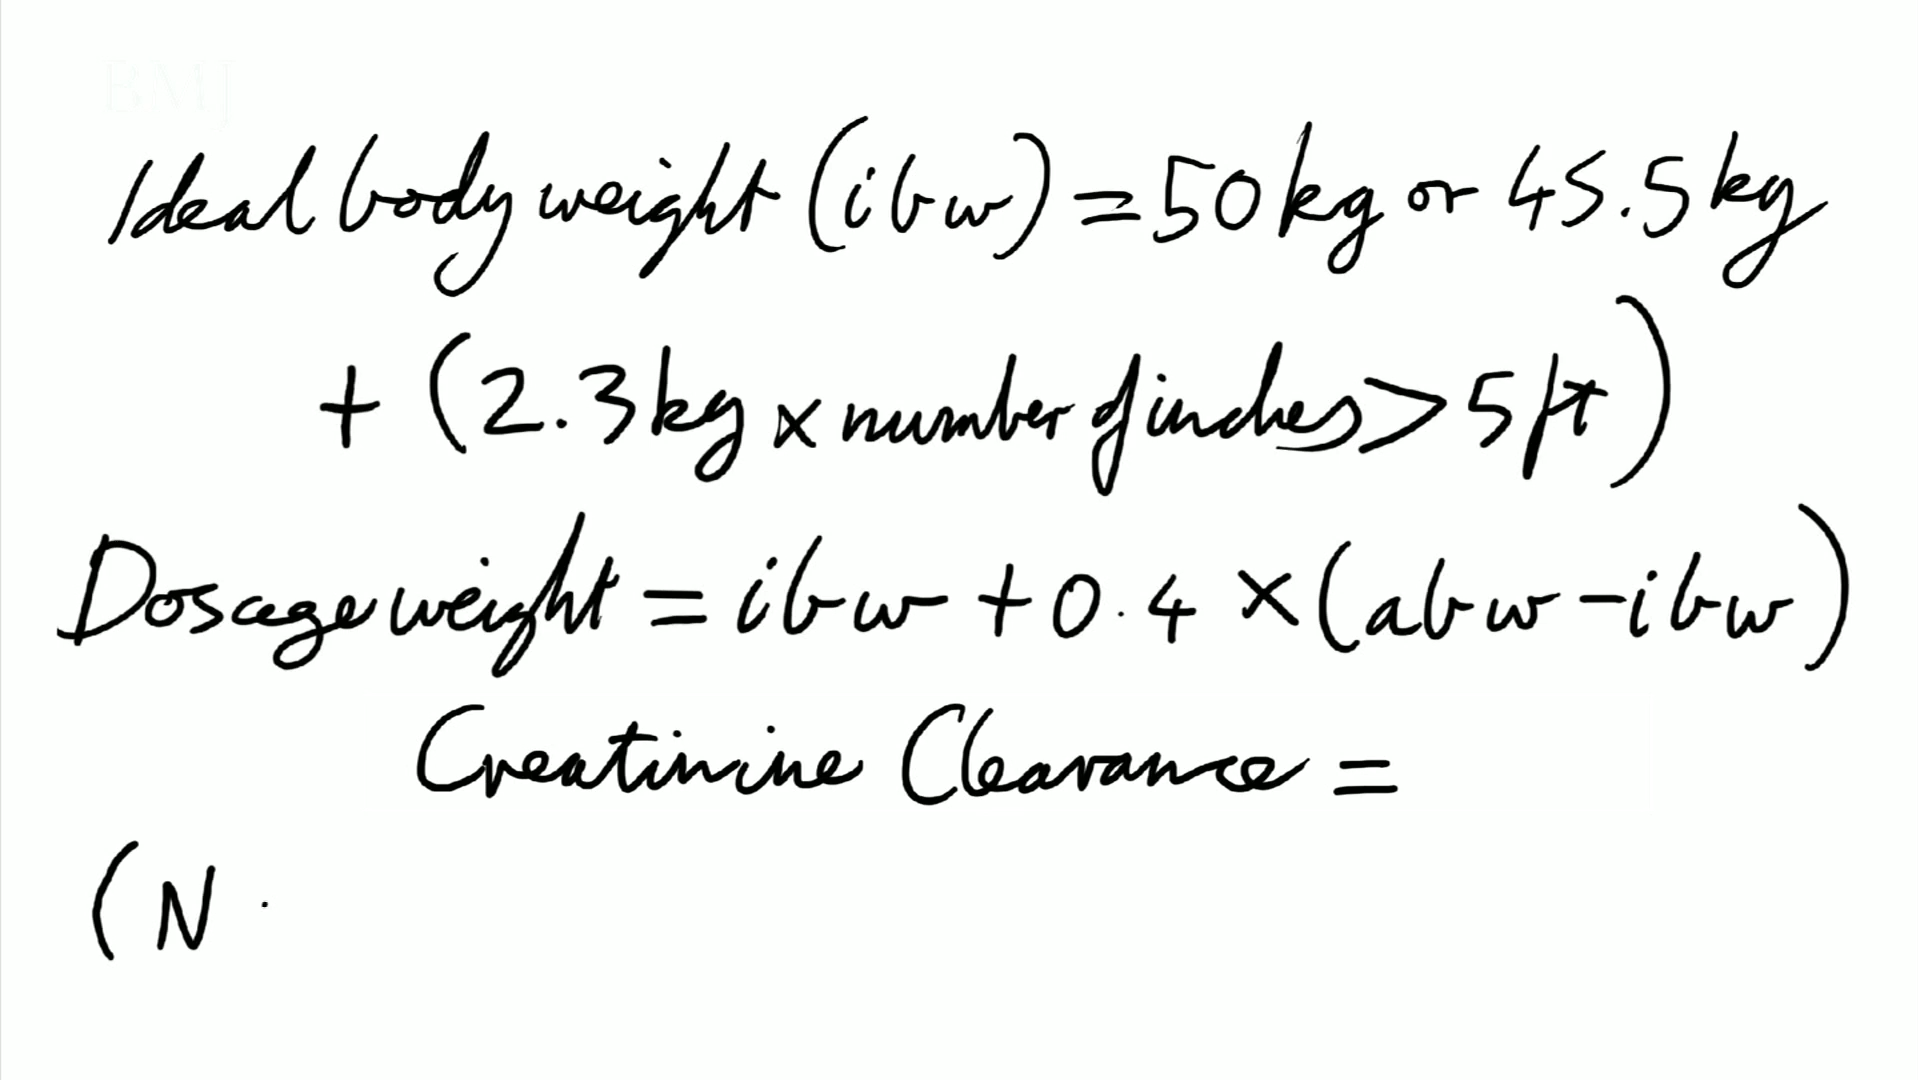 BMJ
Ideal body weight (ibw) = 50kg or 45.5kg
+ (2.3kg x number of inches > 5ft)
Dosage weight = ibw + 0.4 × (abw - ibw)
Creatinine Clearance =
(N